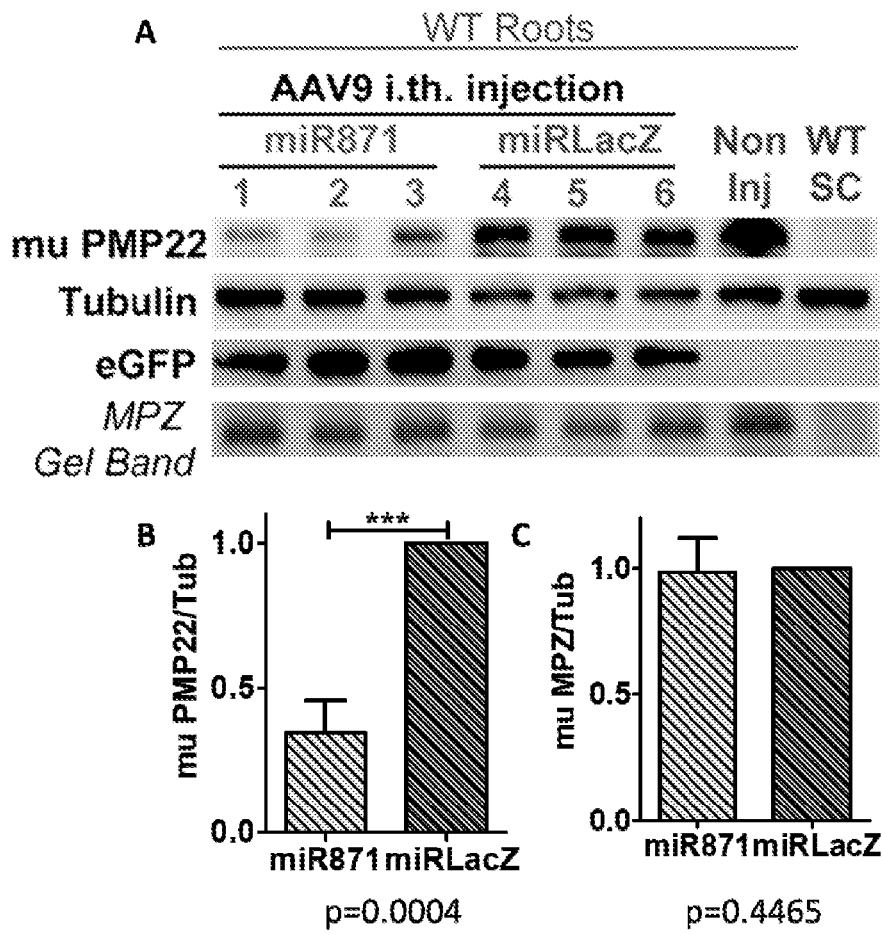 A
WT Roots
AAV9 i.th. injection
miR871 miRLacZ Non WT
1 2 3 4 5 6 Inj SC
mu PMP22
Tubulin
eGFP
MPZ
Gel Band
B
***
C
mu PMP22/Tub
1.0
0.5
0.0
miR871 miRLacZ
p=0.0004
mu MPZ/Tub
1.0
0.5
0.0
miR871 miRLacZ
p=0.4465